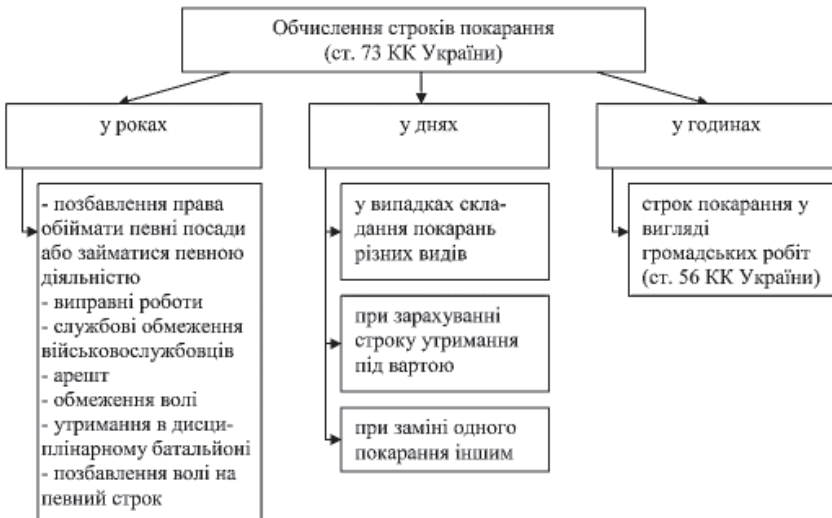 Обчислення строків покарання
(ст. 73 КК України)
у роках
- позбавлення права
обіймати певні посади
або займатися певною
діяльністю
- виправні роботи
- службові обмеження
військовослужбовців
- арешт
- обмеження волі
- утримання в дисци-
плінарному батальйоні
- позбавлення волі на
певний строк
у днях
у випадках скла-
дання покарань
різних видів
при зарахуванні
строку утримання
під вартою
при заміні одного
покарання іншим
у годинах
строк покарання у
вигляді
громадських робіт
(ст. 56 КК України)